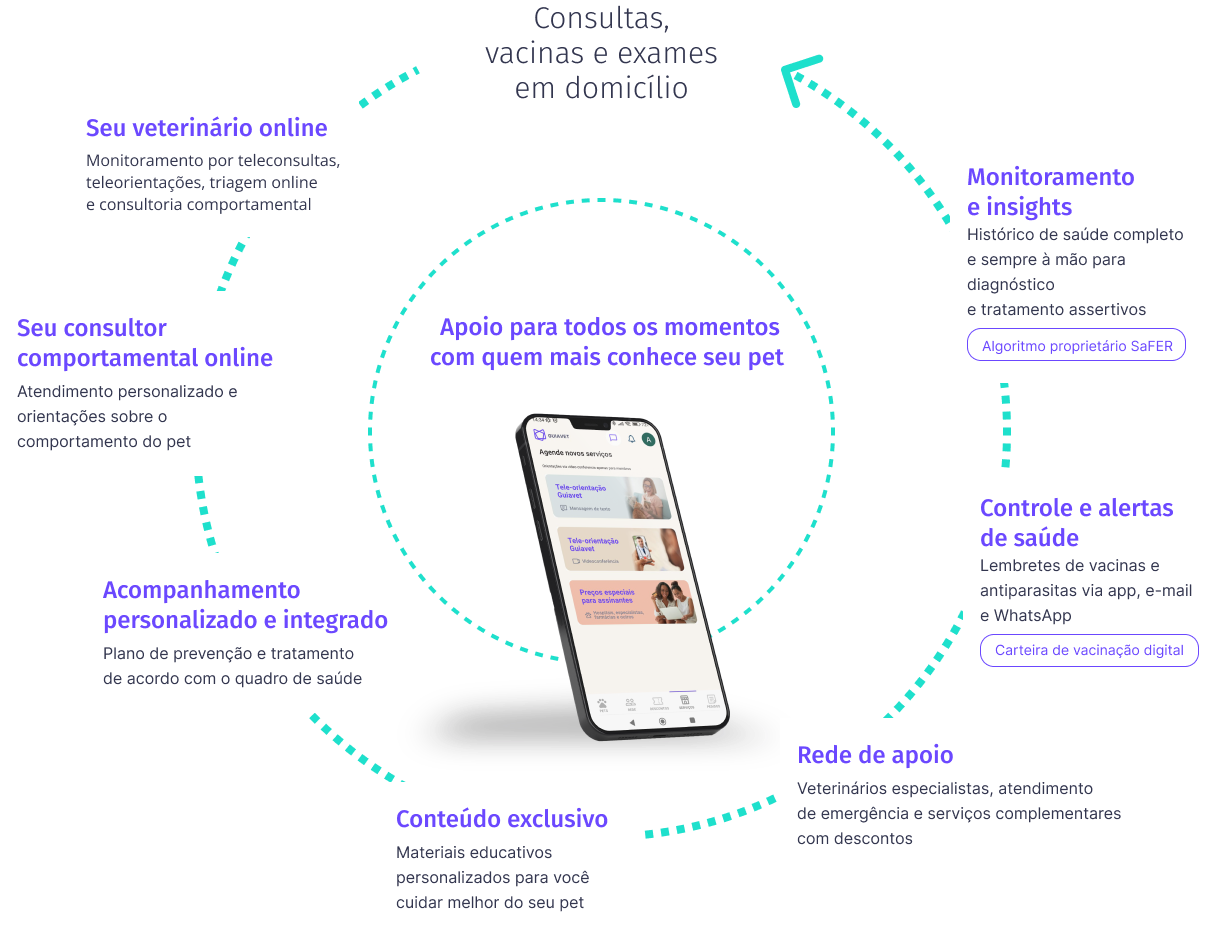 Consultas,
vacinas e exames
em domicílio
Seu veterinário online
Monitoramento por teleconsultas,
teleorientações, triagem online
e consultoria comportamental
Monitoramento
e insights
Histórico de saúde completo
e sempre à mão para
diagnóstico
e tratamento assertivos
Algoritmo proprietário SaFER
Seu consultor
comportamental online
Atendimento personalizado e
orientações sobre o
comportamento do pet
Apoio para todos os momentos
com quem mais conhece seu pet
GUIAVET
A
Agende novos serviços
Tele-orientação
Guiavet
Mensagem de texto
Tele-orientação
Guiavet
Videoconferência
Preços especiais
para assinantes
Controle e alertas
de saúde
Lembretes de vacinas e
antiparasitas via app, e-mail
e WhatsApp
Carteira de vacinação digital
Acompanhamento
personalizado e integrado
Plano de prevenção e tratamento
de acordo com o quadro de saúde
Rede de apoio
Veterinários especialistas, atendimento
de emergência e serviços complementares
com descontos
Conteúdo exclusivo
Materiais educativos
personalizados para você
cuidar melhor do seu pet